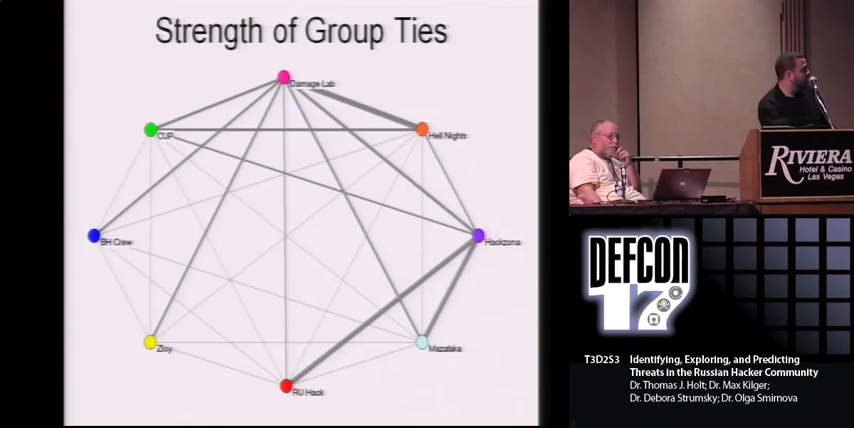 Strength of Group Ties
Damage Lab
CUP
Hell Nights
BH Crew
Hackzona
Zloy
Mazafaka
RU Hack
RIVIERA
Hotel & Casino
Las Vegas
DEFCON
17
T3D2S3 Identifying, Exploring, and Predicting
Threats in the Russian Hacker Community
Dr. Thomas J. Holt; Dr. Max Kilger;
Dr. Debora Strumsky; Dr. Olga Smirnova